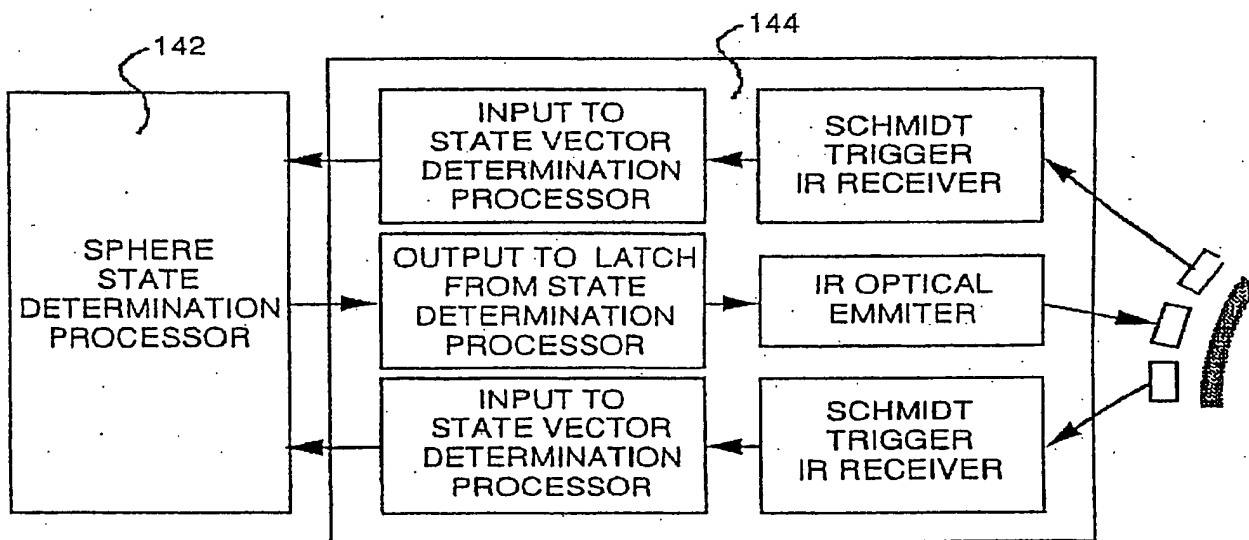 142
144
SPHERE
STATE
DETERMINATION
PROCESSOR
INPUT TO
STATE VECTOR
DETERMINATION
PROCESSOR
SCHMIDT
TRIGGER
IR RECEIVER
OUTPUT TO LATCH
FROM STATE
DETERMINATION
PROCESSOR
IR OPTICAL
EMMITER
INPUT TO
STATE VECTOR
DETERMINATION
PROCESSOR
SCHMIDT
TRIGGER
IR RECEIVER